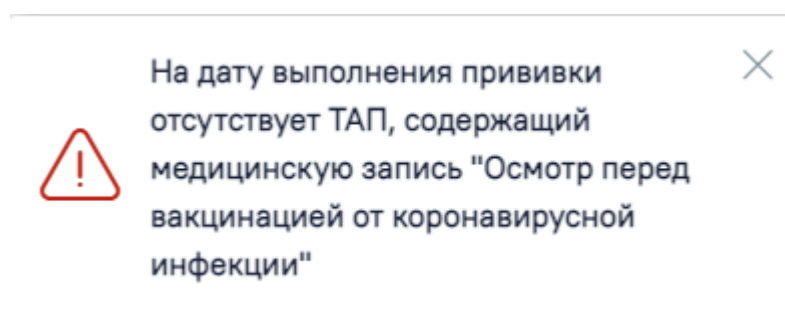 На дату выполнения прививки
отсутствует ТАП, содержащий
медицинскую запись "Осмотр перед
вакцинацией от коронавирусной
инфекции"